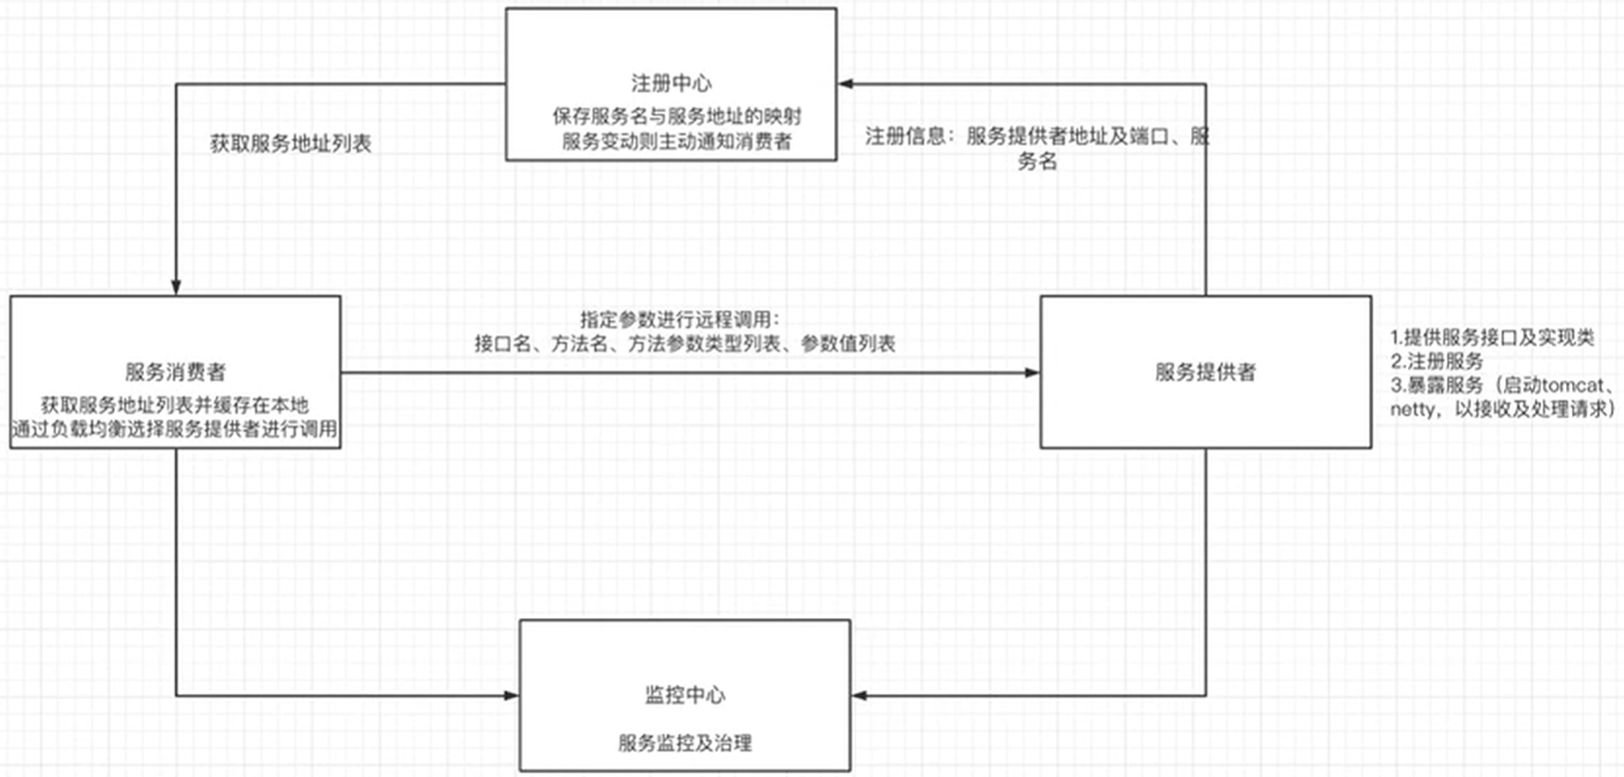 注册中心
保存服务名与服务地址的映射
服务变动则主动通知消费者
获取服务地址列表
注册信息：服务提供者地址及端口、服
务名
指定参数进行远程调用：
接口名、方法名、方法参数类型列表、参数值列表
服务消费者
获取服务地址列表并缓存在本地
通过负载均衡选择服务提供者进行调用
服务提供者
1.提供服务接口及实现类
2.注册服务
3.暴露服务（启动tomcat、
netty，以接收及处理请求）
监控中心
服务监控及治理